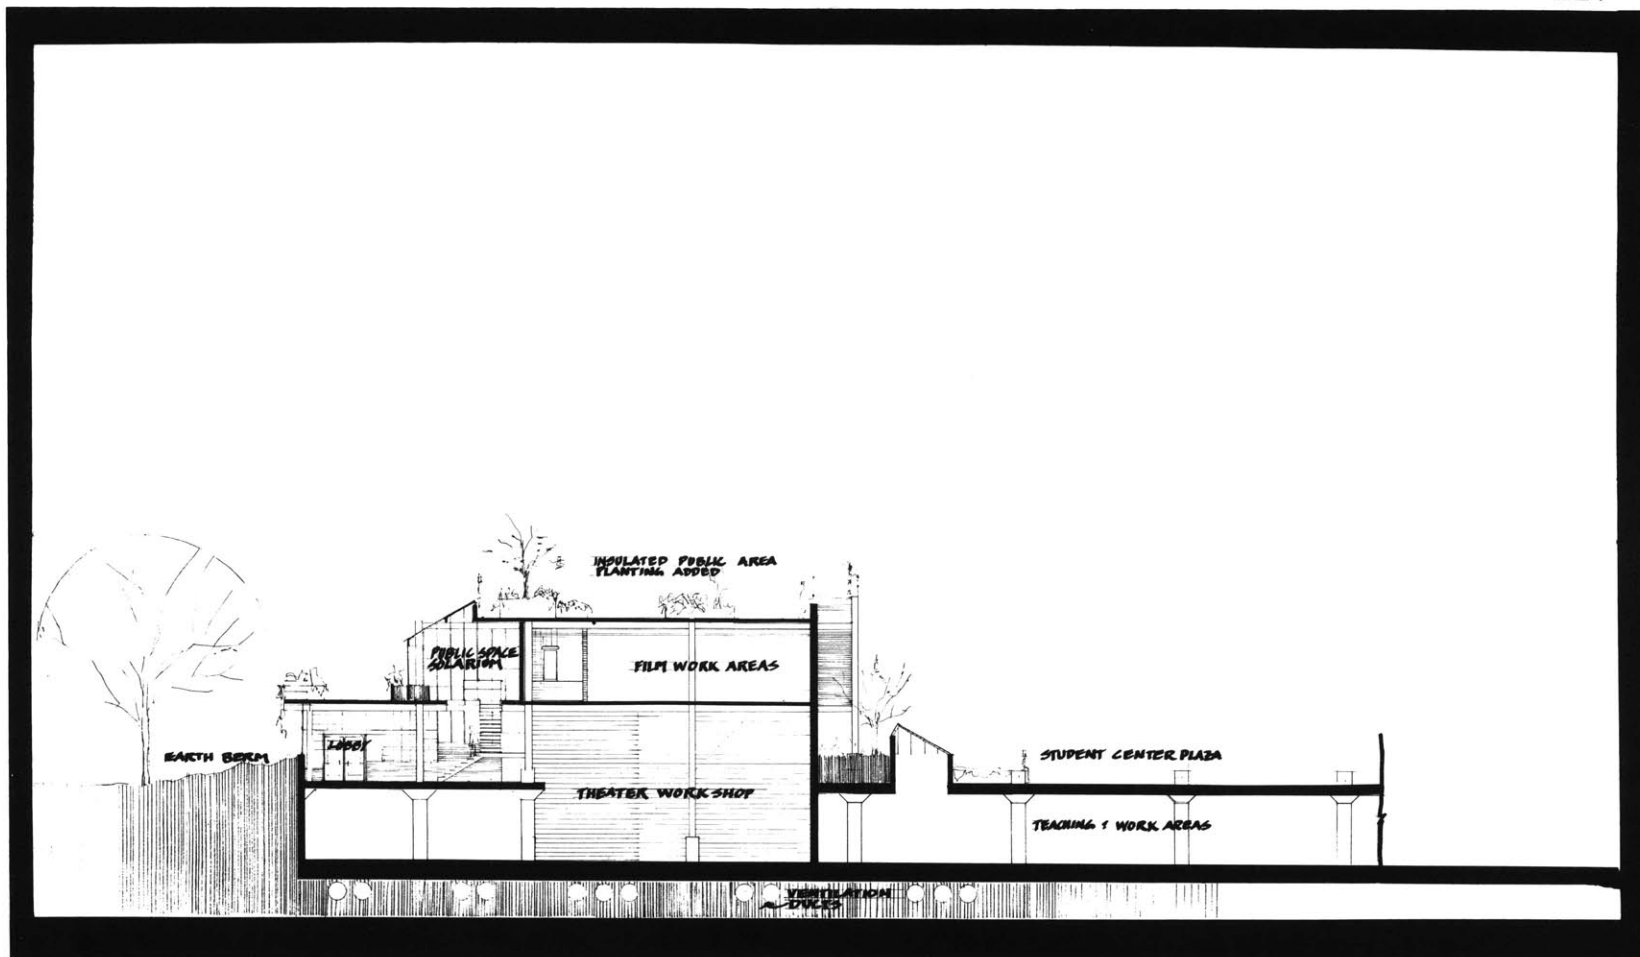 INSULATED PUBLIC AREA
PLANTING ADDED
PUBLIC SPACE
SOLARIUM
FILM WORK AREAS
LOBBY
EARTH BERM
STUDENT CENTER PLAZA
THEATER WORKSHOP
TEACHING & WORK AREAS
VENTILATION
DUCTS